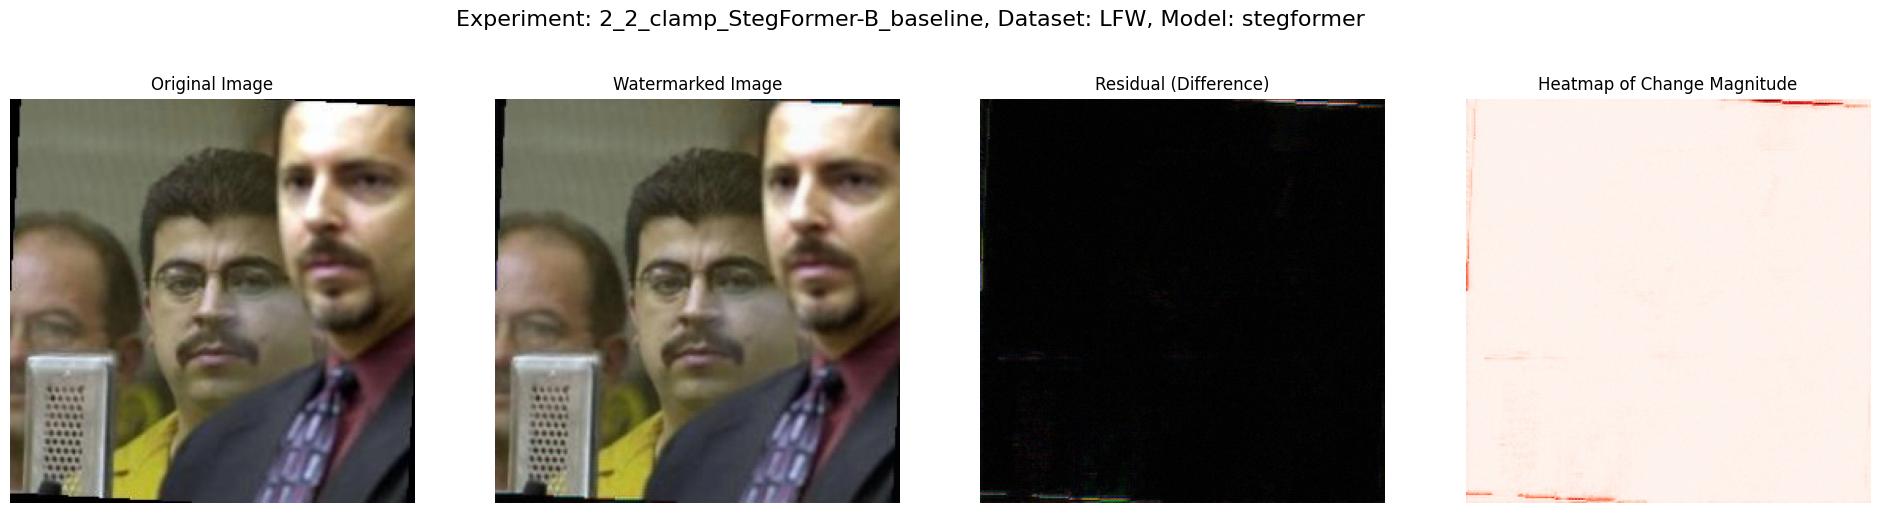 Experiment: 2_2_clamp_StegFormer-B_baseline, Dataset: LFW, Model: stegformer
Original Image
Watermarked Image
Residual (Difference)
Heatmap of Change Magnitude